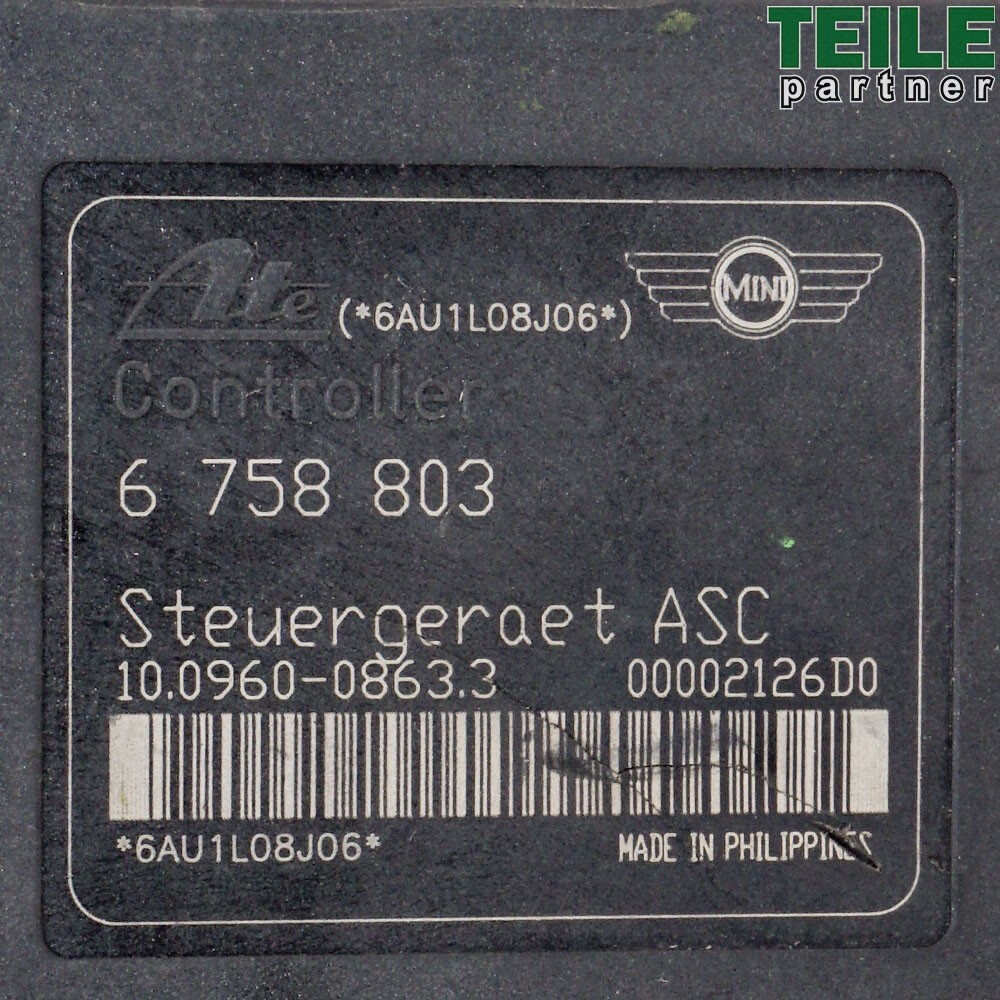 TEILE
partner
Ate (*6AU1L08J06*) MINI
Controller
6 758 803
Steuergeraet ASC
10.0960-0863.3 00002126D0
*6AU1L08J06* MADE IN PHILIPPINES